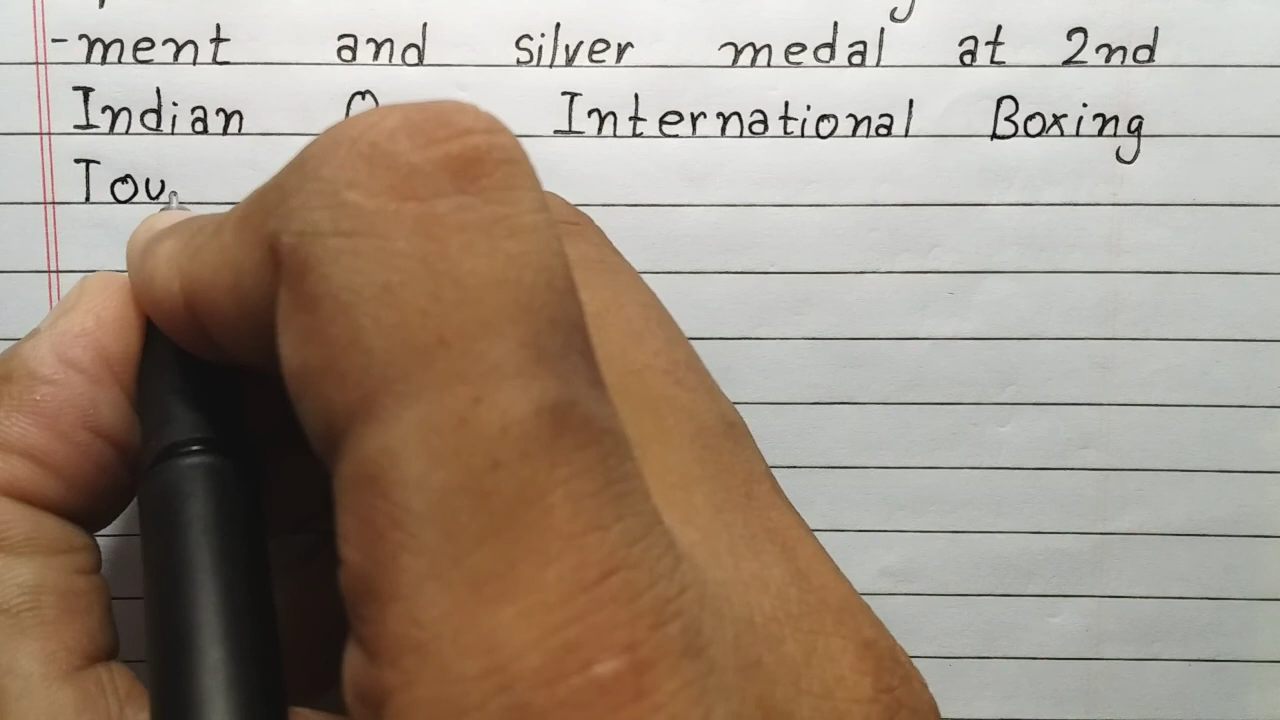 -ment and silver medal at 2nd
Indian International Boxing
Tou